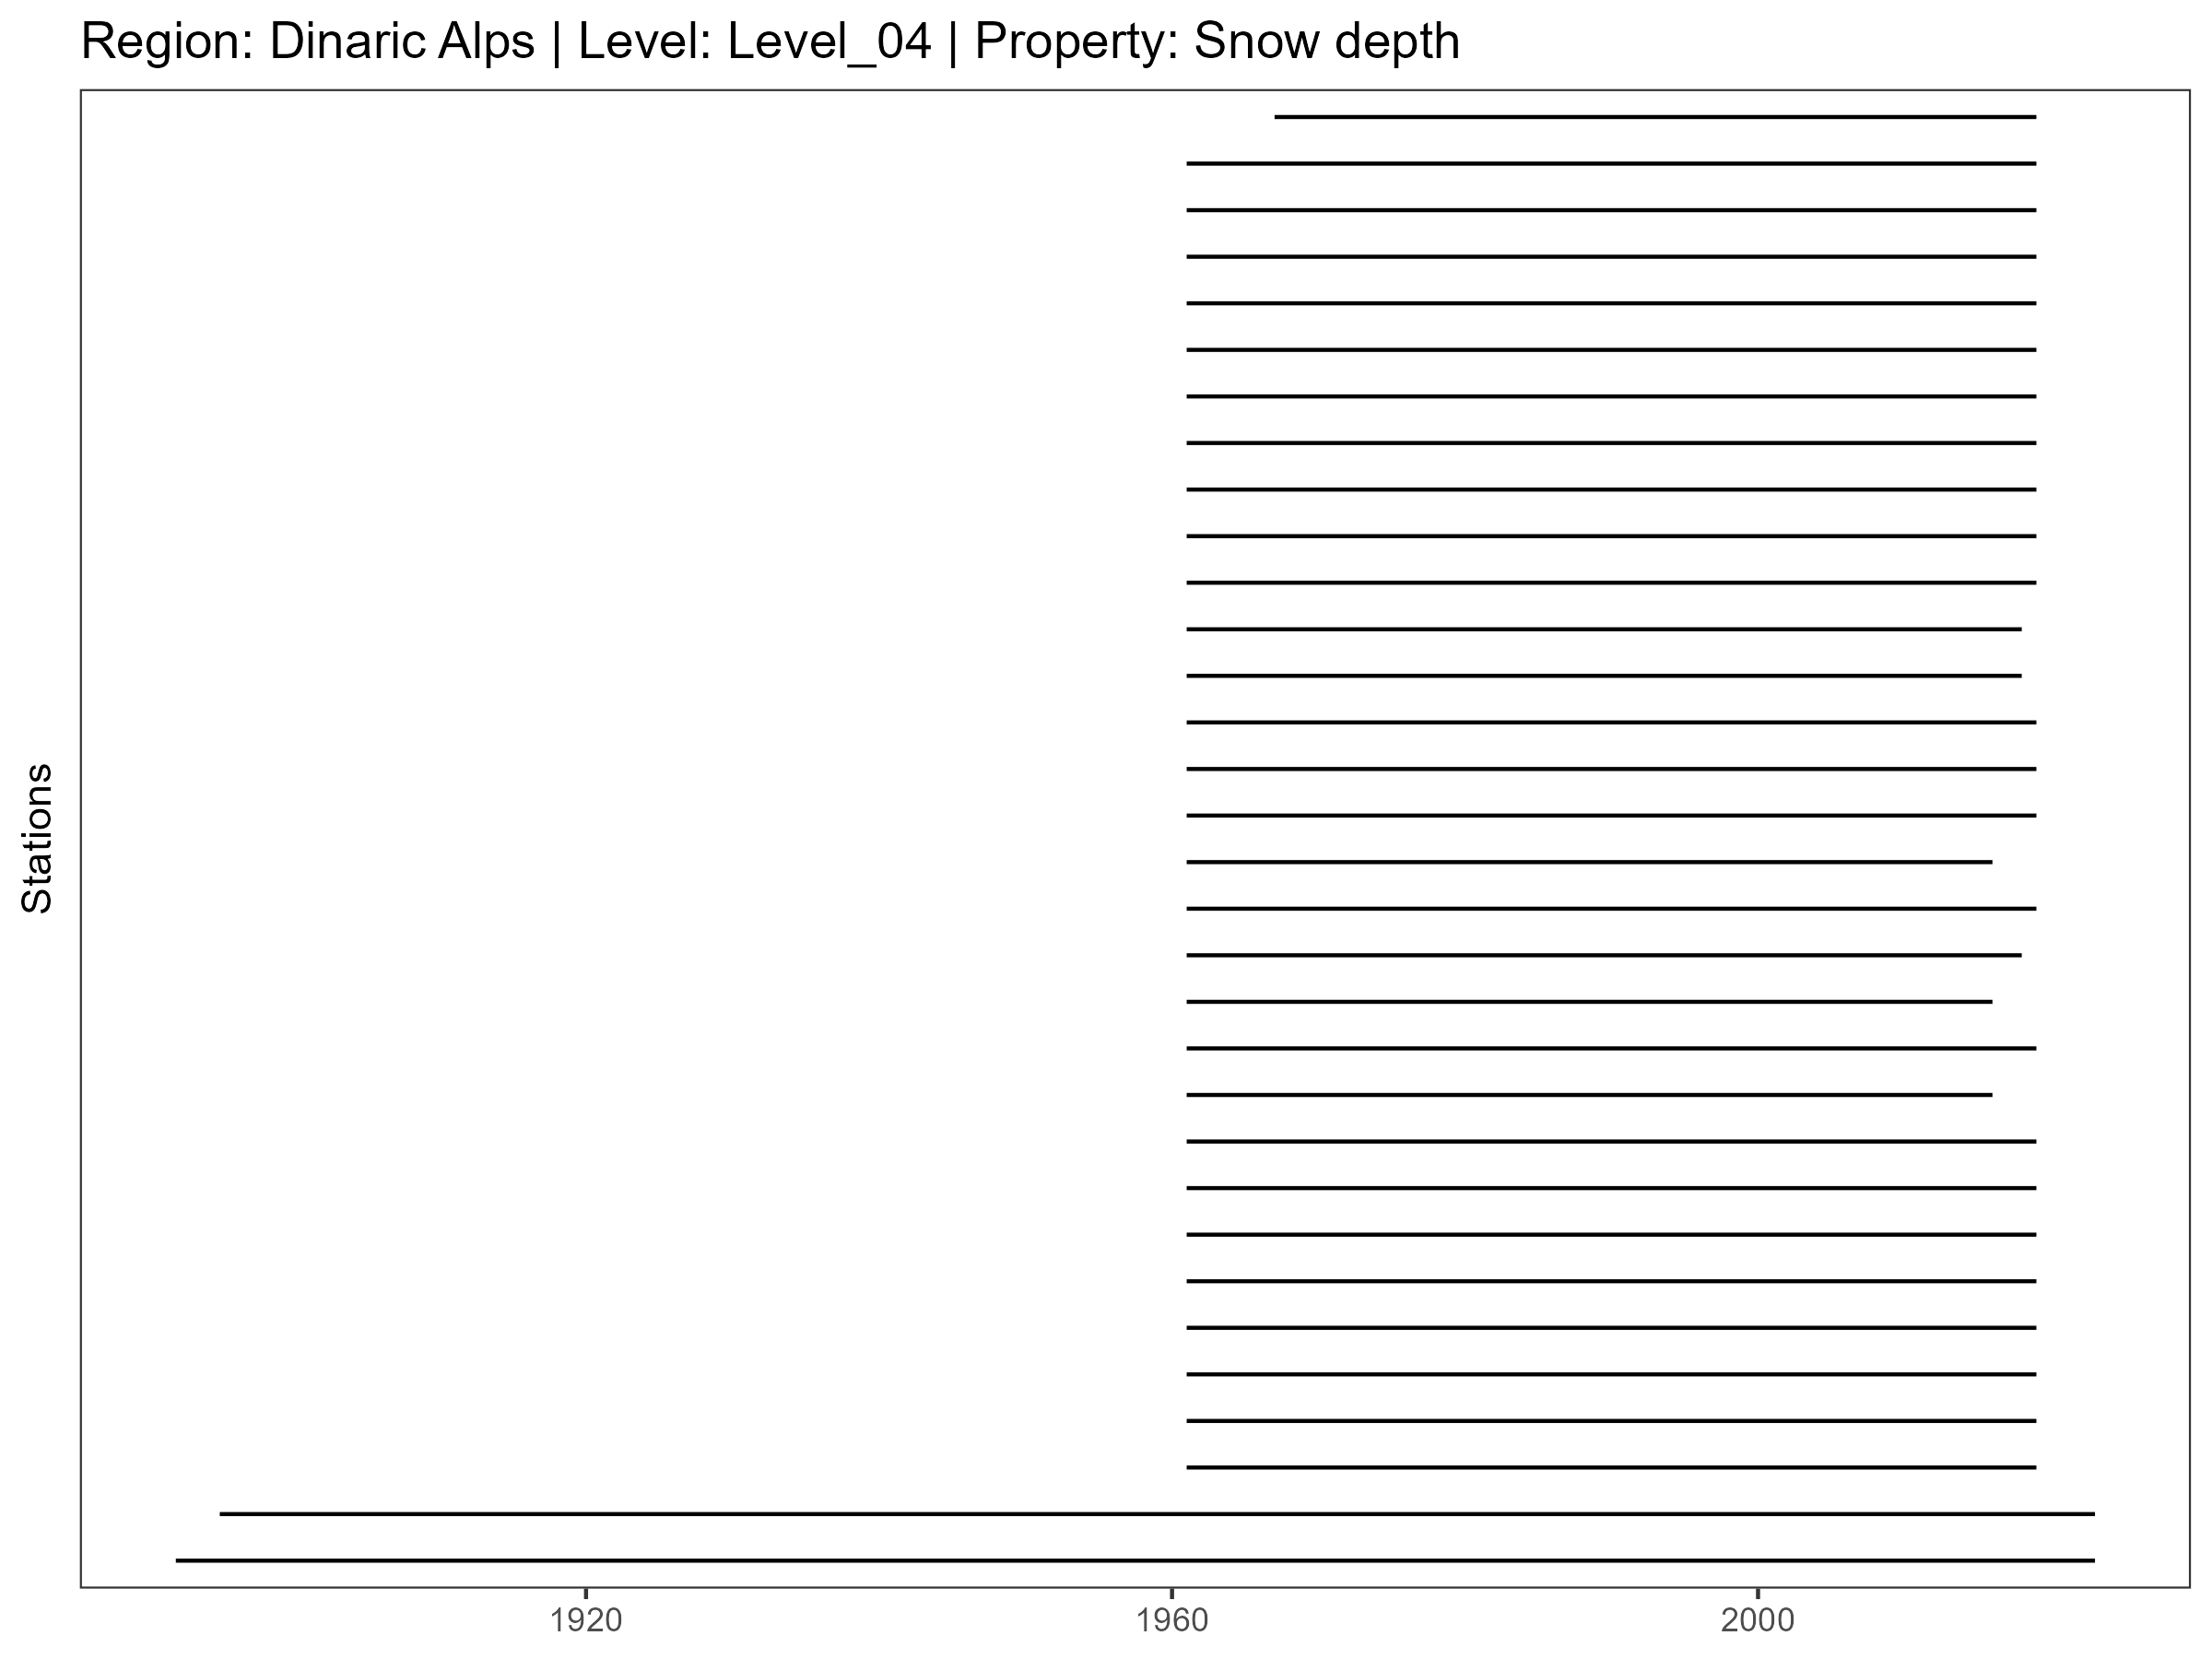 Region: Dinaric Alps | Level: Level_04 | Property: Snow depth
Stations
1920 1960 2000